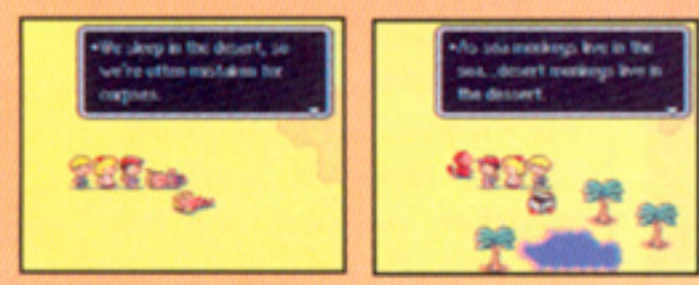 •We sleep in the desert, so
we're often mistaken for
corpses.
•As sea monkeys live in the
sea...desert monkeys live in
the dessert.